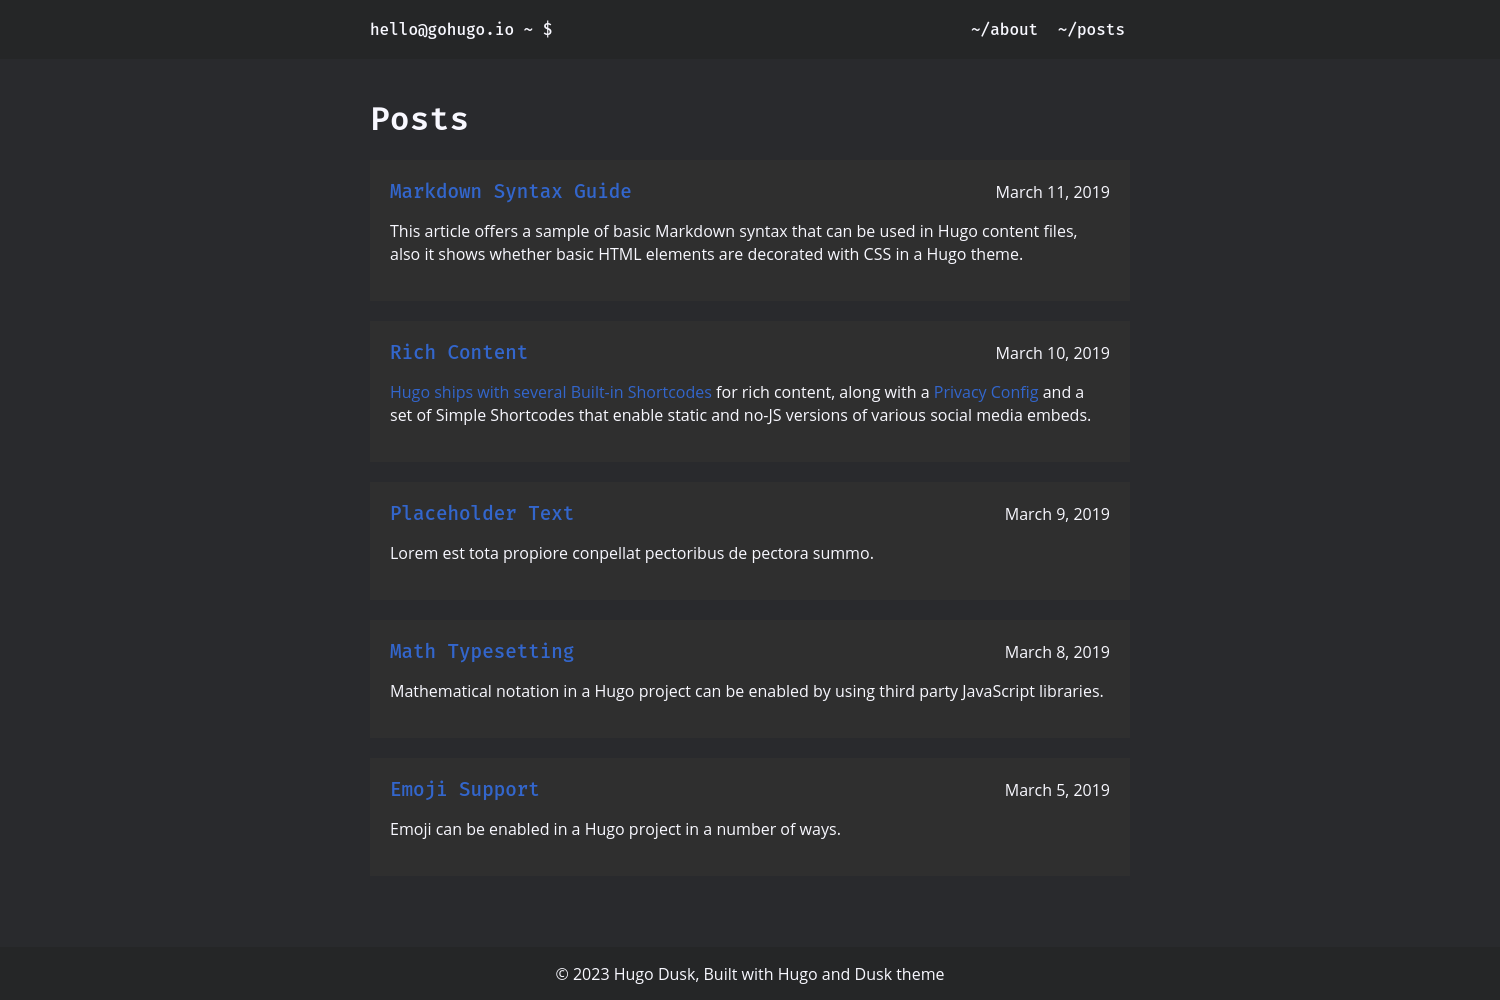 hello@gohugo.io ~ $
~/about ~/posts
Posts
Markdown Syntax Guide
March 11, 2019
This article offers a sample of basic Markdown syntax that can be used in Hugo content files,
also it shows whether basic HTML elements are decorated with CSS in a Hugo theme.
Rich Content
March 10, 2019
Hugo ships with several Built-in Shortcodes for rich content, along with a Privacy Config and a
set of Simple Shortcodes that enable static and no-JS versions of various social media embeds.
Placeholder Text
March 9, 2019
Lorem est tota propiore conpellat pectoribus de pectora summo.
Math Typesetting
March 8, 2019
Mathematical notation in a Hugo project can be enabled by using third party JavaScript libraries.
Emoji Support
March 5, 2019
Emoji can be enabled in a Hugo project in a number of ways.
© 2023 Hugo Dusk, Built with Hugo and Dusk theme